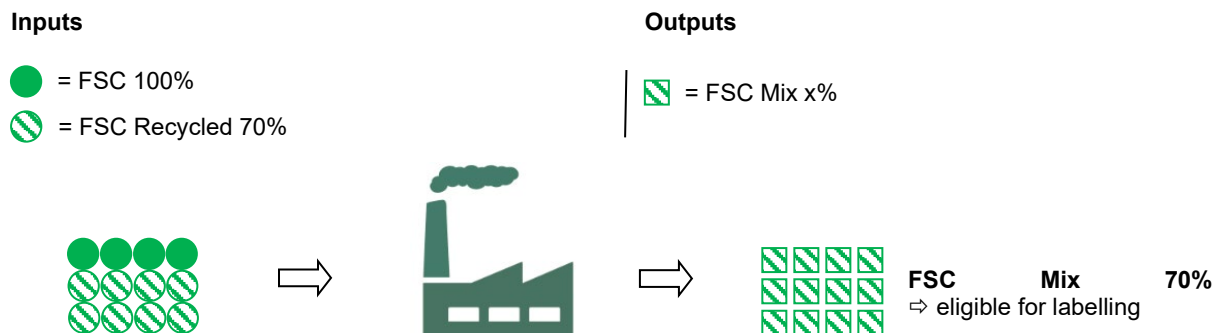 Inputs
Outputs
= FSC 100%
= FSC Mix x%
= FSC Recycled 70%
FSC Mix 70%
⇨ eligible for labelling